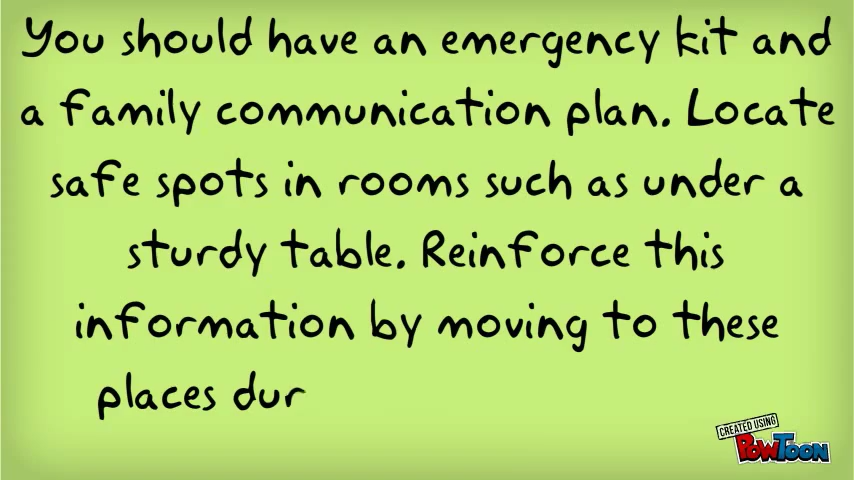 You should have an emergency kit and
a family communication plan. Locate
safe spots in rooms such as under a
sturdy table. Reinforce this
information by moving to these
places dur
CREATED USING
POWTOON